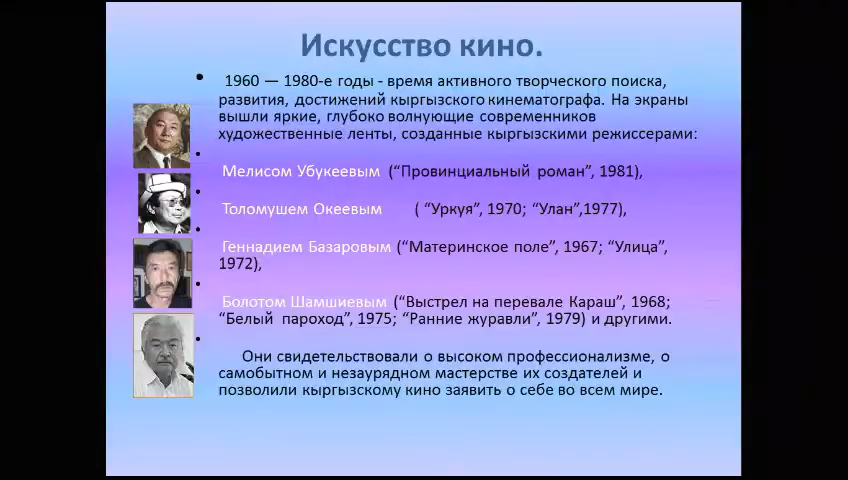 Искусство кино.
• 1960 — 1980-е годы - время активного творческого поиска,
развития, достижений кыргызского кинематографа. На экраны
вышли яркие, глубоко волнующие современников
художественные ленты, созданные кыргызскими режиссерами:
•
Мелисом Убукеевым (“Провинциальный роман”, 1981),
•
Толомушем Океевым ( “Уркуя”, 1970; “Улан”,1977),
•
Геннадием Базаровым (“Материнское поле”, 1967; “Улица”,
1972),
•
Болотом Шамшиевым (“Выстрел на перевале Караш”, 1968;
“Белый пароход”, 1975; “Ранние журавли”, 1979) и другими.
•
Они свидетельствовали о высоком профессионализме, о
самобытном и незаурядном мастерстве их создателей и
позволили кыргызскому кино заявить о себе во всем мире.